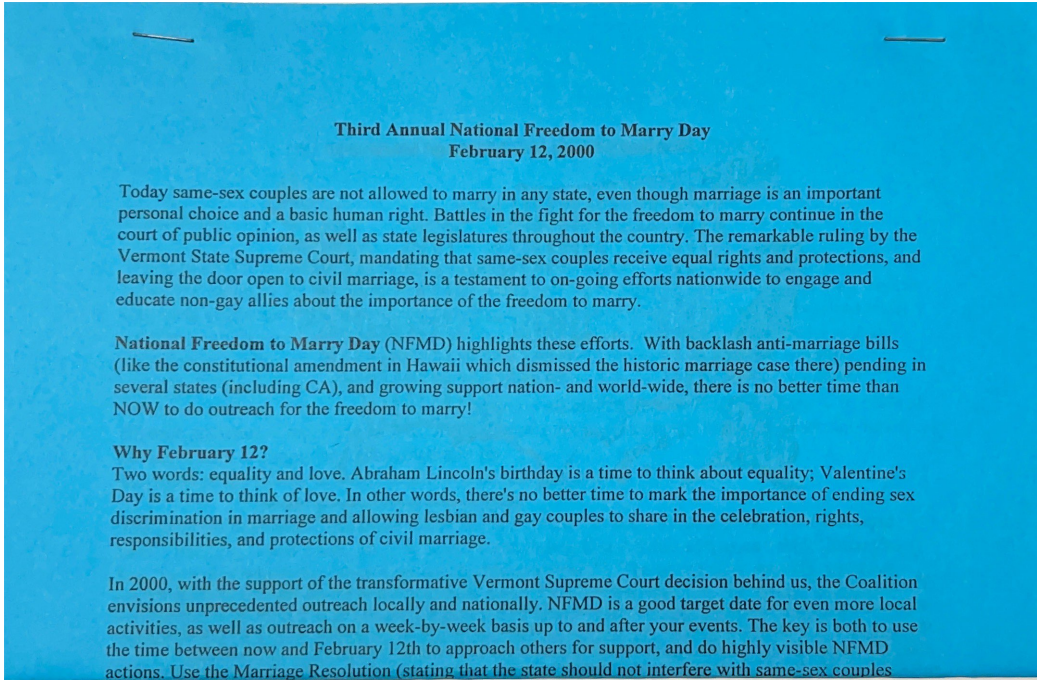 Third Annual National Freedom to Marry Day
February 12, 2000
Today same-sex couples are not allowed to marry in any state, even though marriage is an important
personal choice and a basic human right. Battles in the fight for the freedom to marry continue in the
court of public opinion, as well as state legislatures throughout the country. The remarkable ruling by the
Vermont State Supreme Court, mandating that same-sex couples receive equal rights and protections, and
leaving the door open to civil marriage, is a testament to on-going efforts nationwide to engage and
educate non-gay allies about the importance of the freedom to marry.
National Freedom to Marry Day (NFMD) highlights these efforts. With backlash anti-marriage bills
(like the constitutional amendment in Hawaii which dismissed the historic marriage case there) pending in
several states (including CA), and growing support nation- and world-wide, there is no better time than
NOW to do outreach for the freedom to marry!
Why February 12?
Two words: equality and love. Abraham Lincoln's birthday is a time to think about equality; Valentine's
Day is a time to think of love. In other words, there's no better time to mark the importance of ending sex
discrimination in marriage and allowing lesbian and gay couples to share in the celebration, rights,
responsibilities, and protections of civil marriage.
In 2000, with the support of the transformative Vermont Supreme Court decision behind us, the Coalition
envisions unprecedented outreach locally and nationally. NFMD is a good target date for even more local
activities, as well as outreach on a week-by-week basis up to and after your events. The key is both to use
the time between now and February 12th to approach others for support, and do highly visible NFMD
actions. Use the Marriage Resolution (stating that the state should not interfere with same-sex couples